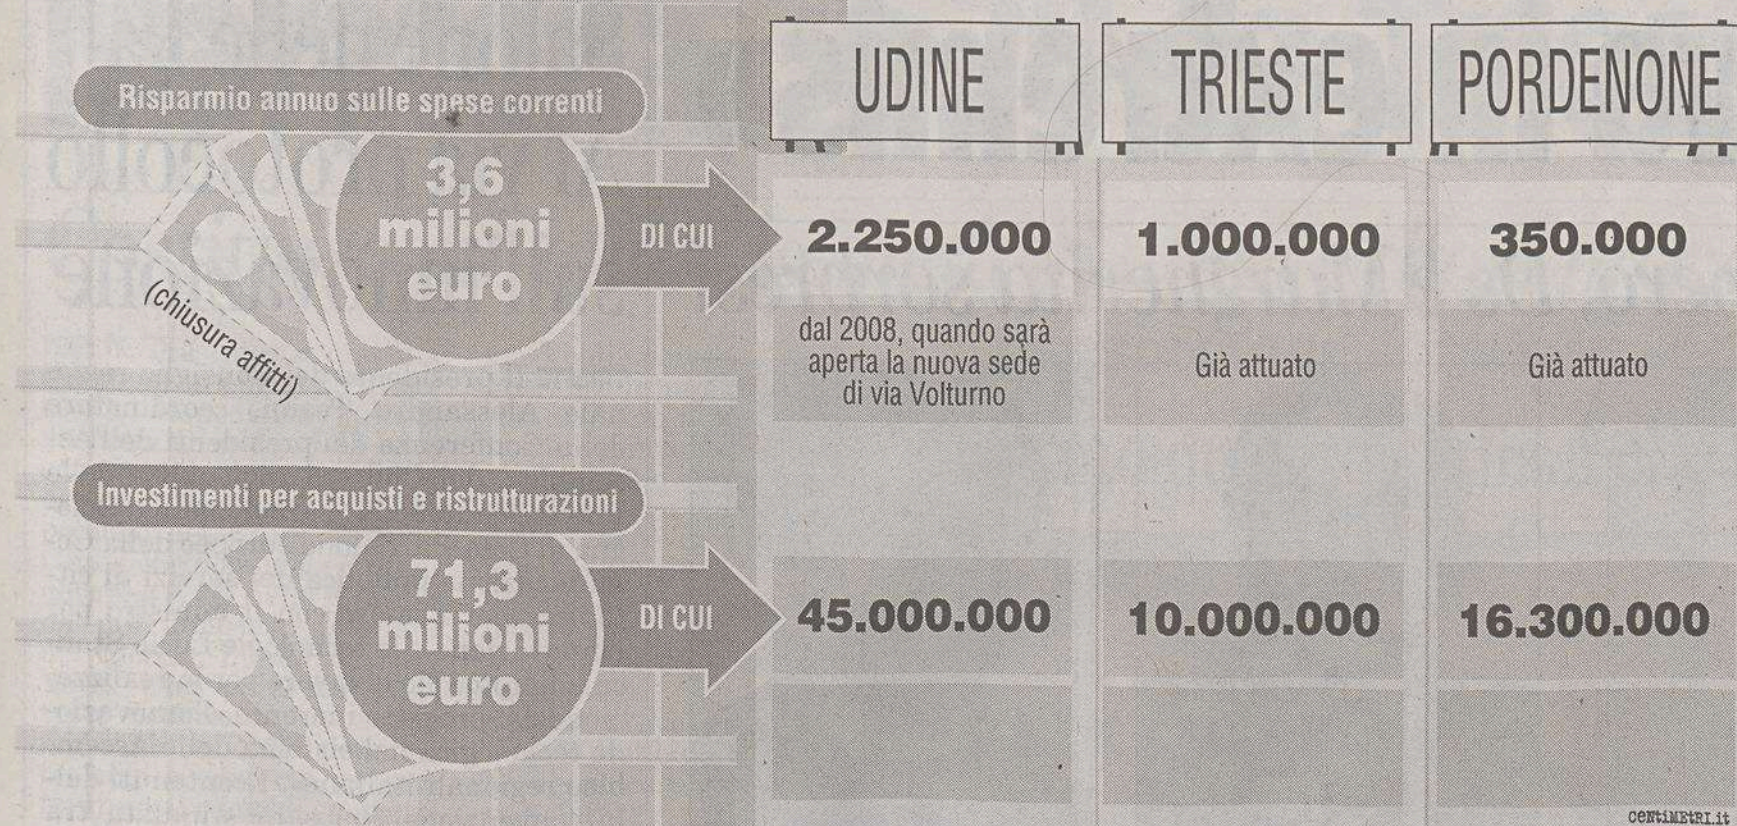 UDINE
TRIESTE
PORDENONE
Risparmio annuo sulle spese correnti
3,6
milioni
euro
(chiusura affitti)
DI CUI
2.250.000
1.000.000
350.000
dal 2008, quando sarà
aperta la nuova sede
di via Volturno
Già attuato
Già attuato
Investimenti per acquisti e ristrutturazioni
71,3
milioni
euro
DI CUI
45.000.000
10.000.000
16.300.000
CENTiMETRI.it